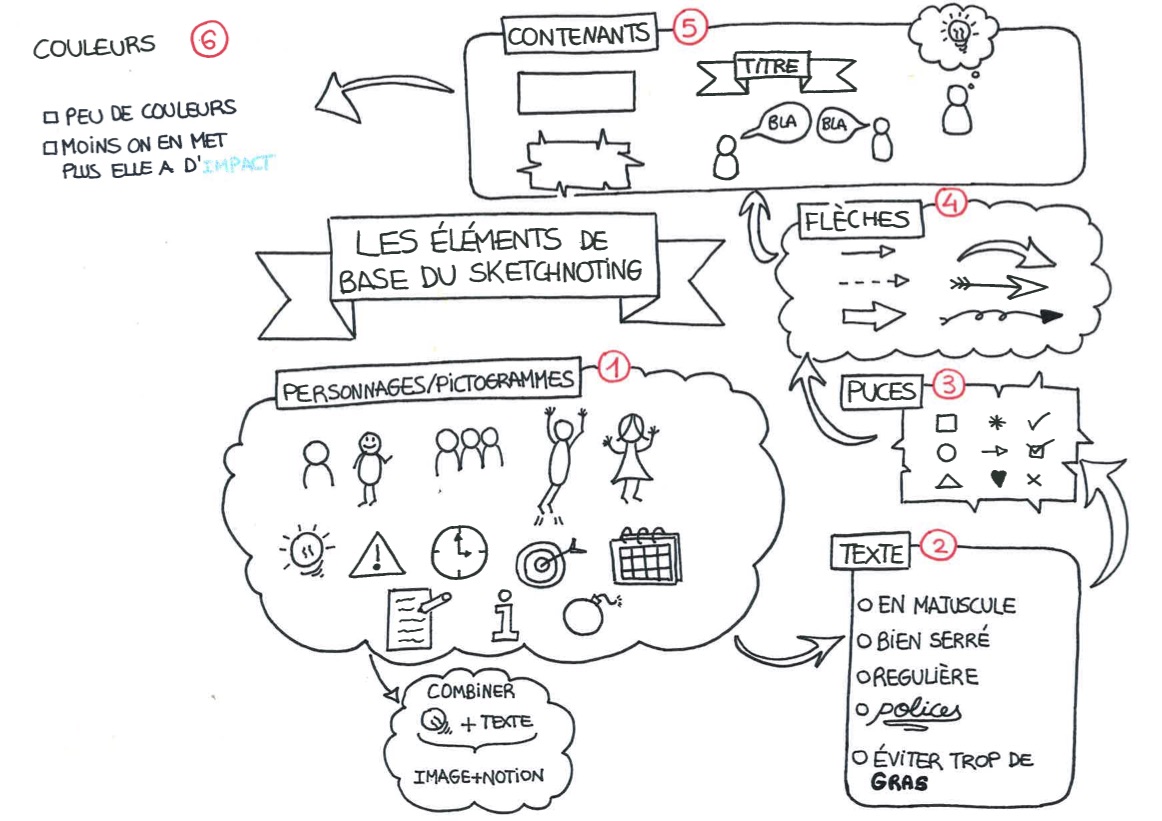 LES ÉLÉMENTS DE
BASE DU SKETCHNOTING
PERSONNAGES/PICTOGRAMMES
1
i
COMBINER
+ TEXTE
IMAGE+NOTION
TEXTE
2
EN MAJUSCULE
BIEN SERRÉ
REGULIÈRE
polices
ÉVITER TROP DE
GRAS
PUCES
3
FLÈCHES
4
CONTENANTS
5
TITRE
BLA
BLA
COULEURS
6
PEU DE COULEURS
MOINS ON EN MET
PLUS ELLE A D'IMPACT